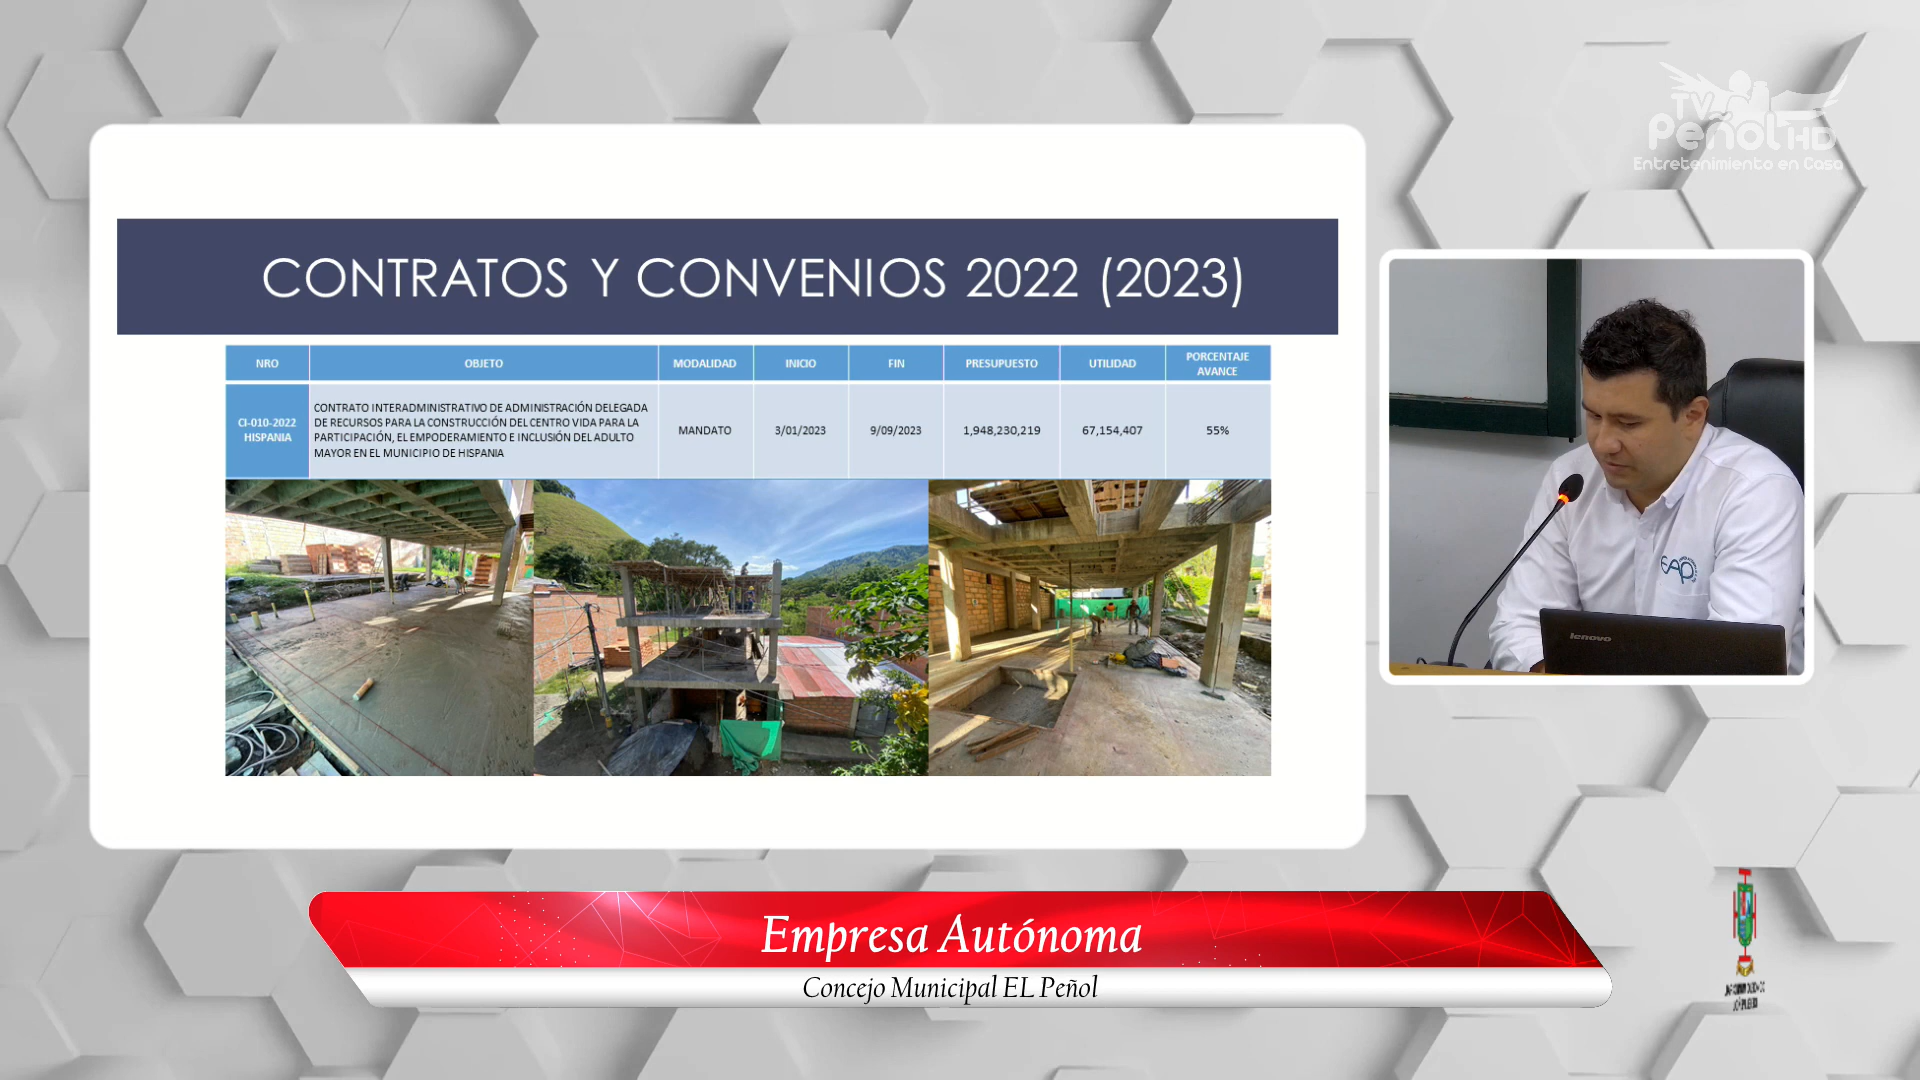 TV
Peñol HD
Entretenimiento en Casa
CONTRATOS Y CONVENIOS 2022 (2023)
NRO OBJETO MODALIDAD INICIO FIN PRESUPUESTO UTILIDAD PORCENTAJE AVANCE
CI-010-2022 HISPANIA
CONTRATO INTERADMINISTRATIVO DE ADMINISTRACIÓN DELEGADA
DE RECURSOS PARA LA CONSTRUCCIÓN DEL CENTRO VIDA PARA LA
PARTICIPACIÓN, EL EMPODERAMIENTO E INCLUSIÓN DEL ADULTO
MAYOR EN EL MUNICIPIO DE HISPANIA
MANDATO 3/01/2023 9/09/2023 1,948,230,219 67,154,407 55%
EAP
lenovo
Empresa Autónoma
Concejo Municipal EL Peñol